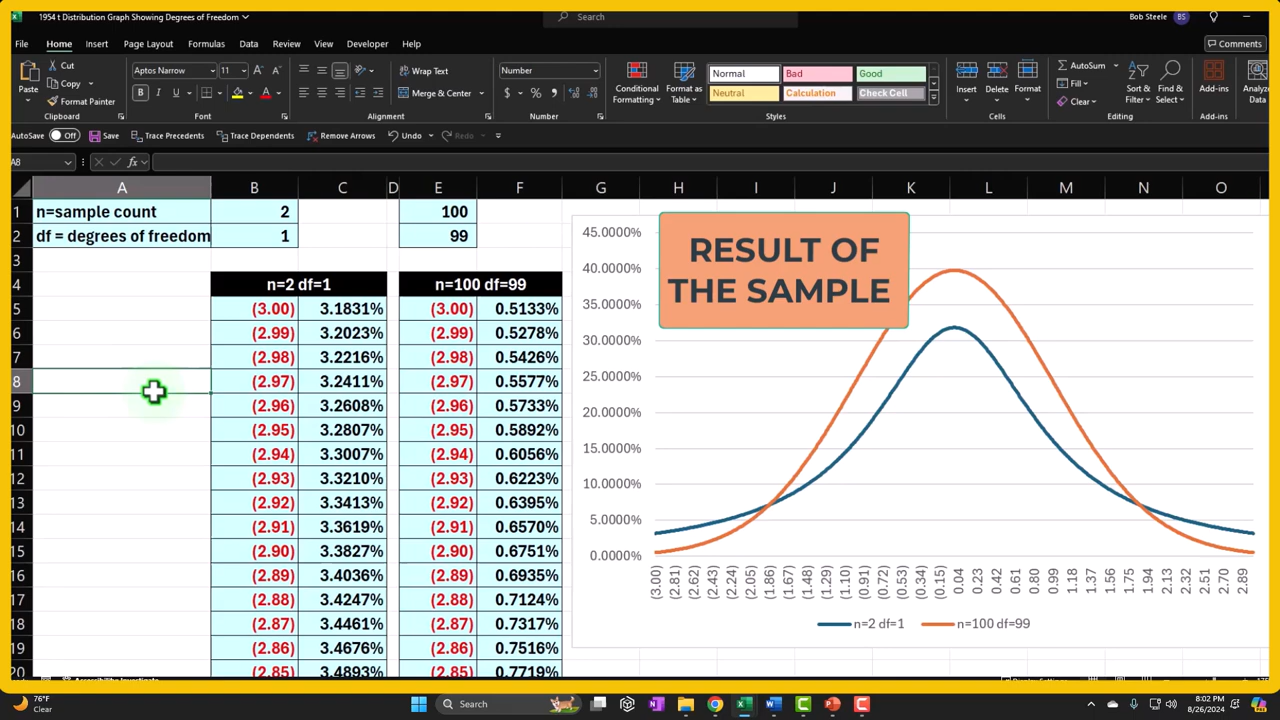 1954 t Distribution Graph Showing Degrees of Freedom
Search
Bob Steele BS
File Home Insert Page Layout Formulas Data Review View Developer Help
Comments
Paste
Cut
Copy
Format Painter
Clipboard
Aptos Narrow 11
B I U
Font
Wrap Text
Merge & Center
Alignment
Number
$ % ,
Number
Conditional Formatting
Format as Table
Normal Bad Good
Neutral Calculation Check Cell
Styles
Insert Delete Format
Cells
AutoSum
Fill
Clear
Sort & Filter
Find & Select
Editing
Add-ins
Add-ins
Analyze Data
AutoSave Off Save Trace Precedents Trace Dependents Remove Arrows Undo Redo
A8 fx
A B C D E F G H I J K L M N O
1 n=sample count 2 100
2 df = degrees of freedom 1 99
3
4 n=2 df=1 n=100 df=99
5 (3.00) 3.1831% (3.00) 0.5133%
6 (2.99) 3.2023% (2.99) 0.5278%
7 (2.98) 3.2216% (2.98) 0.5426%
8 (2.97) 3.2411% (2.97) 0.5577%
9 (2.96) 3.2608% (2.96) 0.5733%
10 (2.95) 3.2807% (2.95) 0.5892%
11 (2.94) 3.3007% (2.94) 0.6056%
12 (2.93) 3.3210% (2.93) 0.6223%
13 (2.92) 3.3413% (2.92) 0.6395%
14 (2.91) 3.3619% (2.91) 0.6570%
15 (2.90) 3.3827% (2.90) 0.6751%
16 (2.89) 3.4036% (2.89) 0.6935%
17 (2.88) 3.4247% (2.88) 0.7124%
18 (2.87) 3.4461% (2.87) 0.7317%
19 (2.86) 3.4676% (2.86) 0.7516%
20 (2.85) 3.4893% (2.85) 0.7719%
RESULT OF
THE SAMPLE
45.0000%
40.0000%
35.0000%
30.0000%
25.0000%
20.0000%
15.0000%
10.0000%
5.0000%
0.0000%
(3.00) (2.81) (2.62) (2.43) (2.24) (2.05) (1.86) (1.67) (1.48) (1.29) (1.10) (0.91) (0.72) (0.53) (0.34) (0.15) 0.04 0.23 0.42 0.61 0.80 0.99 1.18 1.37 1.56 1.75 1.94 2.13 2.32 2.51 2.70 2.89
n=2 df=1 n=100 df=99
76°F
Clear
Search
8:02 PM
8/26/2024